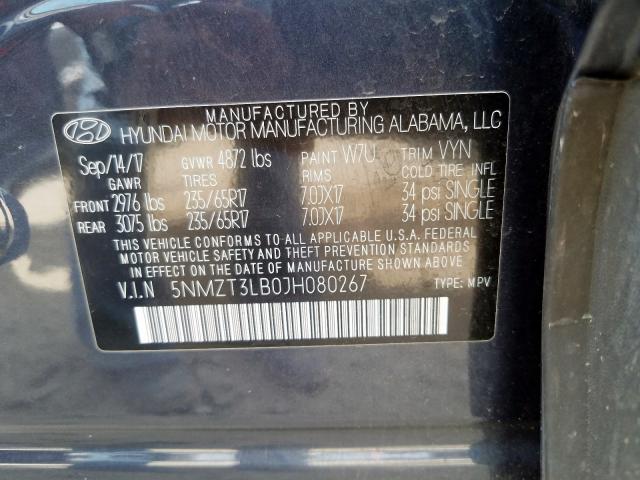 MANUFACTURED BY
HYUNDAI MOTOR MANUFACTURING ALABAMA, LLC
Sep/14/17 GVWR 4872 lbs PAINT W7U TRIM VYN
GAWR TIRES RIMS COLD TIRE INFL
FRONT 2976 lbs 235/65R17 7.0JX17 34 psi SINGLE
REAR 3075 lbs 235/65R17 7.0JX17 34 psi SINGLE
THIS VEHICLE CONFORMS TO ALL APPLICABLE U.S.A. FEDERAL
MOTOR VEHICLE SAFETY AND THEFT PREVENTION STANDARDS
IN EFFECT ON THE DATE OF MANUFACTURE SHOWN ABOVE.
V.I.N 5NMZT3LB0JH080267 TYPE: MPV